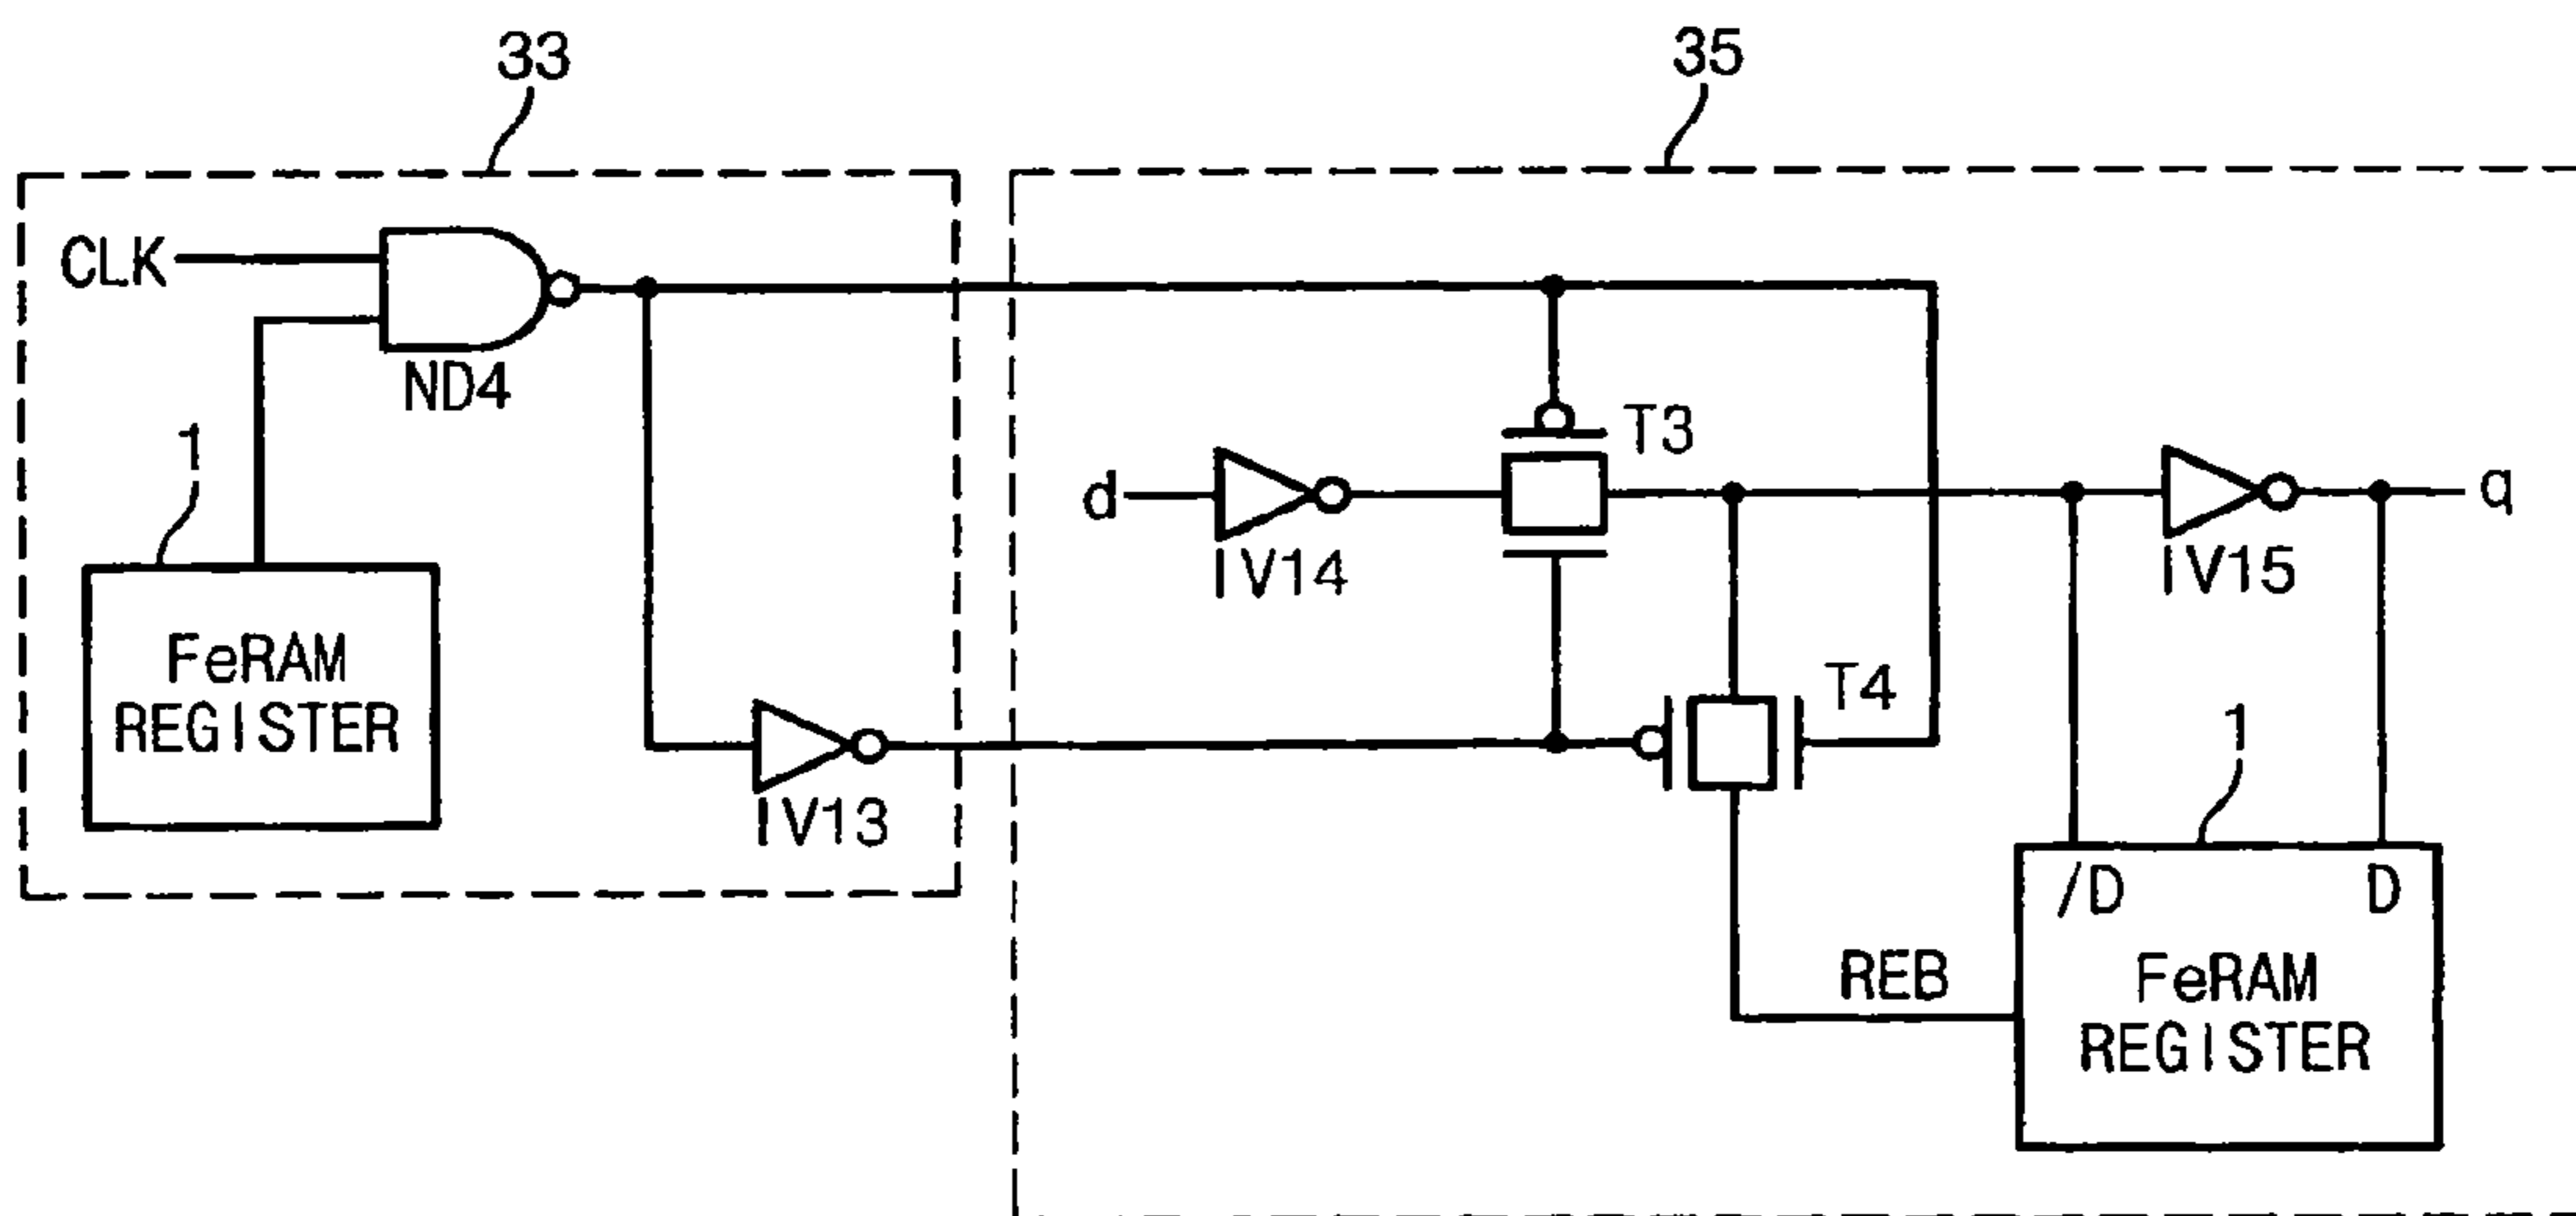 33
35
CLK
ND4
1
FeRAM
REGISTER
IV13
d
IV14
T3
T4
IV15
q
1
/D
D
REB
FeRAM
REGISTER